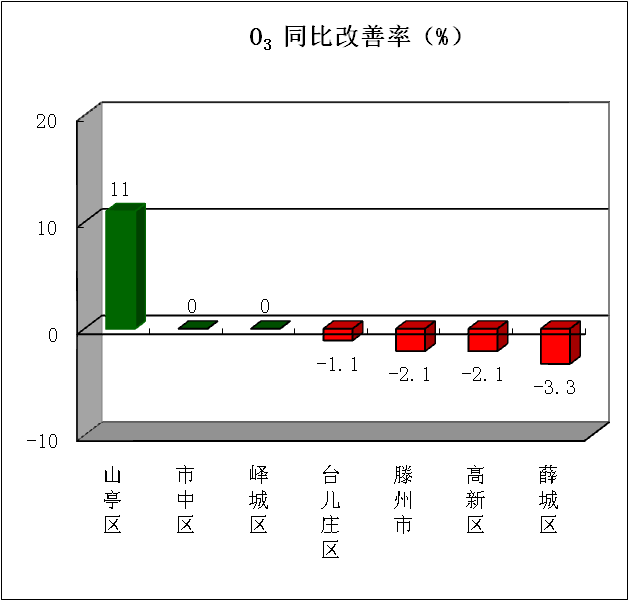 O₃ 同比改善率（%）
20
10
0
-10
11
0
0
-1.1
-2.1
-2.1
-3.3
山亭区
市中区
峄城区
台儿庄区
滕州市
高新区
薛城区